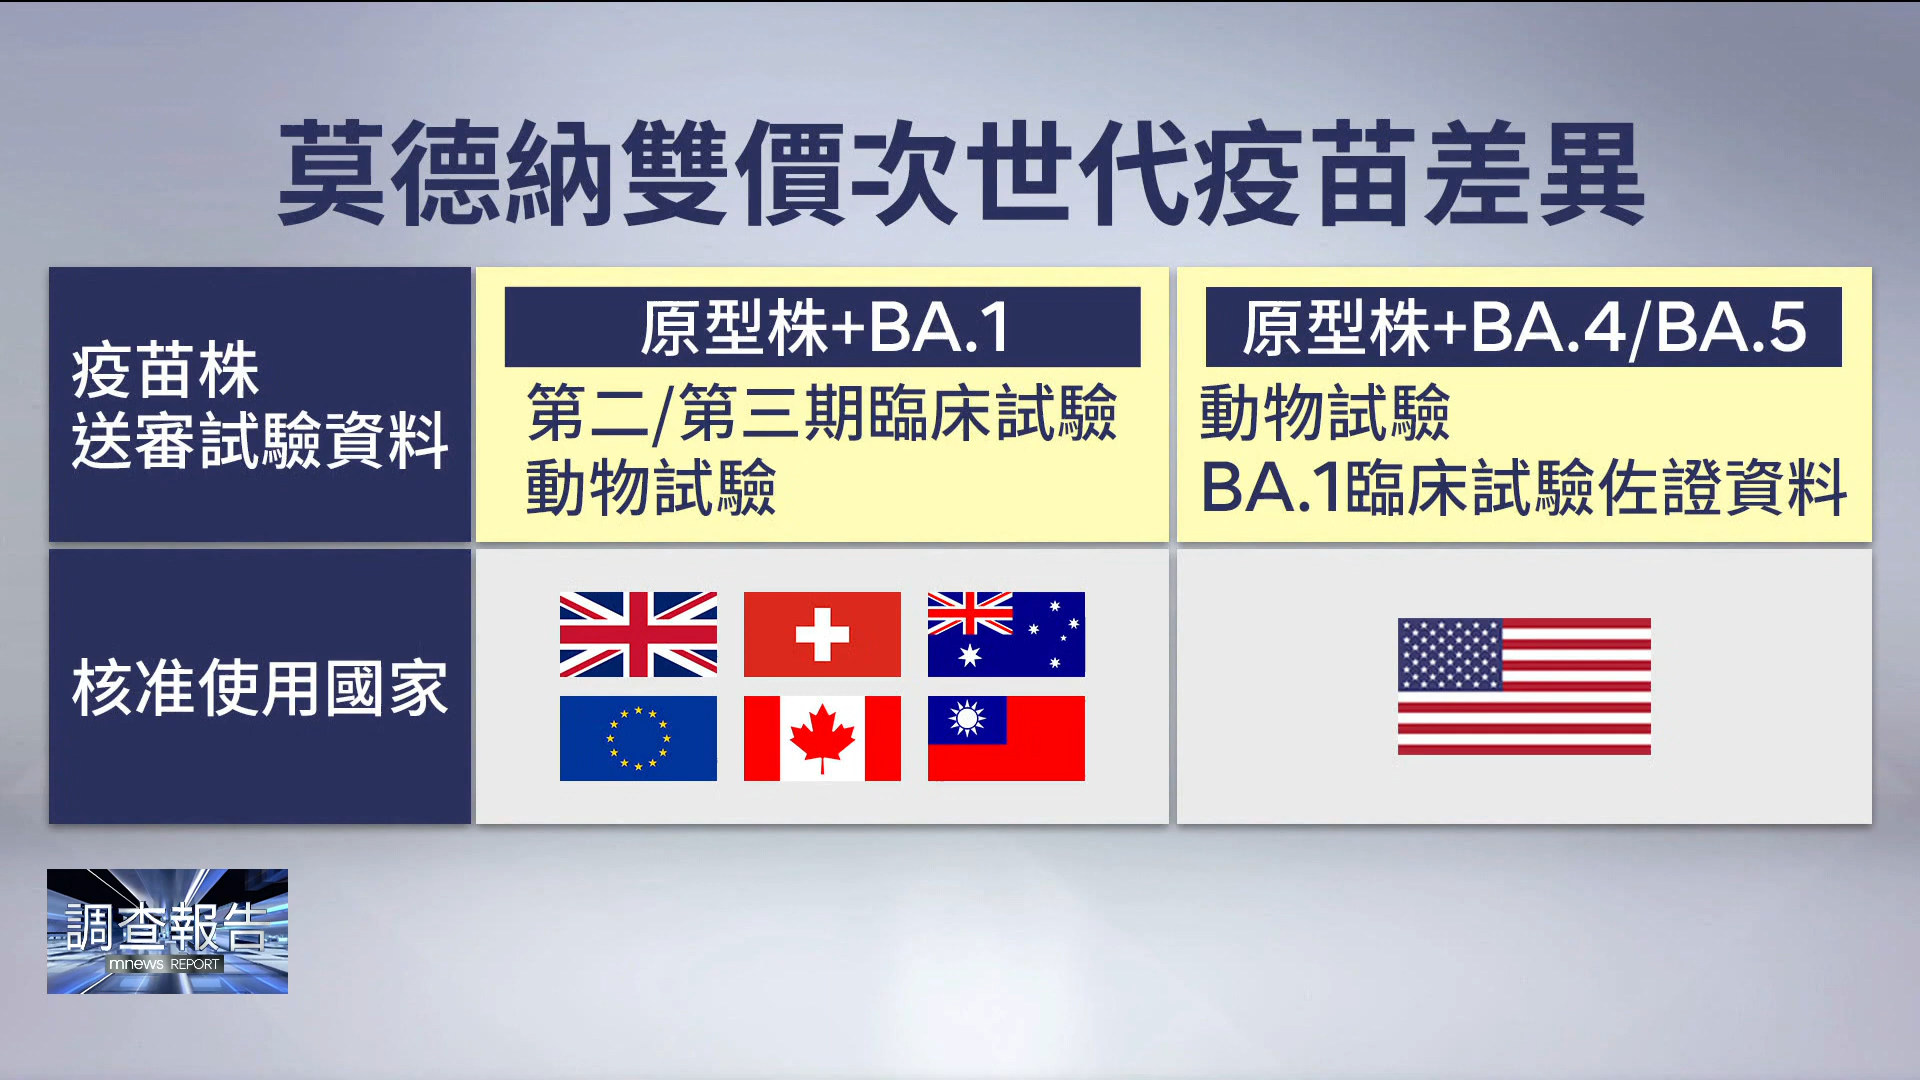 莫德納雙價次世代疫苗差異
疫苗株
送審試驗資料
原型株+BA.1
第二/第三期臨床試驗
動物試驗
原型株+BA.4/BA.5
動物試驗
BA.1臨床試驗佐證資料
核准使用國家
調查報告
mnews REPORT